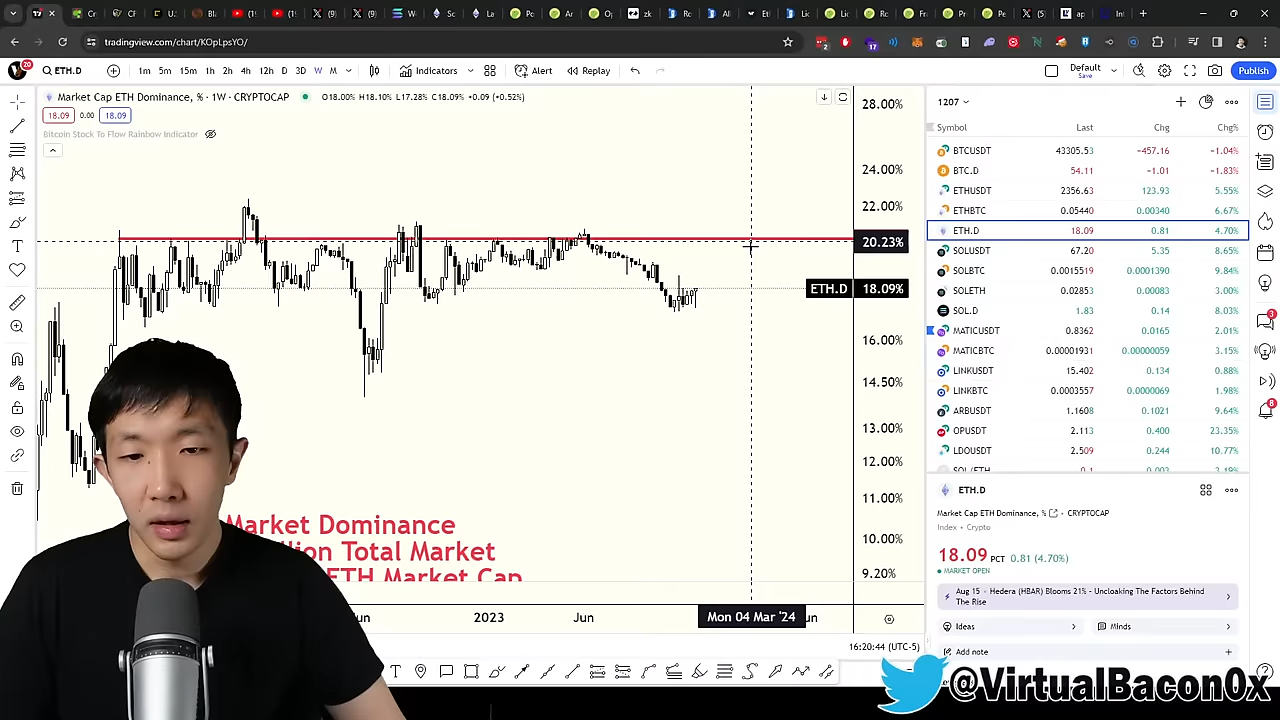 tradingview.com/chart/KOpLpsYO/
20
ETH.D
1m 5m 15m 1h 2h 4h 12h D 3D W M
Indicators
Alert
Replay
Default
Save
Publish
Market Cap ETH Dominance, % · 1W · CRYPTOCAP
O18.00% H18.10% L17.28% C18.09% +0.09 (+0.52%)
18.09 0.00 18.09
Bitcoin Stock To Flow Rainbow Indicator
28.00%
24.00%
22.00%
20.23%
ETH.D 18.09%
16.00%
14.50%
13.00%
12.00%
11.00%
10.00%
9.20%
Market Dominance
Total Market
ETH Market Cap
2023 Jun
Mon 04 Mar '24
16:20:44 (UTC-5)
1207
Symbol Last Chg Chg%
BTCUSDT 43305.53 −457.16 −1.04%
BTC.D 54.11 −1.01 −1.83%
ETHUSDT 2356.63 123.93 5.55%
ETHBTC 0.05440 0.00340 6.67%
ETH.D 18.09 0.81 4.70%
SOLUSDT 67.20 5.35 8.65%
SOLBTC 0.0015519 0.0001390 9.84%
SOLETH 0.02853 0.00083 3.00%
SOL.D 1.83 0.14 8.03%
MATICUSDT 0.8362 0.0165 2.01%
MATICBTC 0.00001931 0.00000059 3.15%
LINKUSDT 15.402 0.134 0.88%
LINKBTC 0.0003557 0.0000069 1.98%
ARBUSDT 1.1608 0.1021 9.64%
OPUSDT 2.113 0.400 23.35%
LDOUSDT 2.509 0.244 10.77%
ETH.D
Market Cap ETH Dominance, % · CRYPTOCAP
Index • Crypto
18.09 PCT 0.81 (4.70%)
MARKET OPEN
Aug 15 · Hedera (HBAR) Blooms 21% – Uncloaking The Factors Behind
The Rise
Ideas
Minds
Add note
@VirtualBacon0x